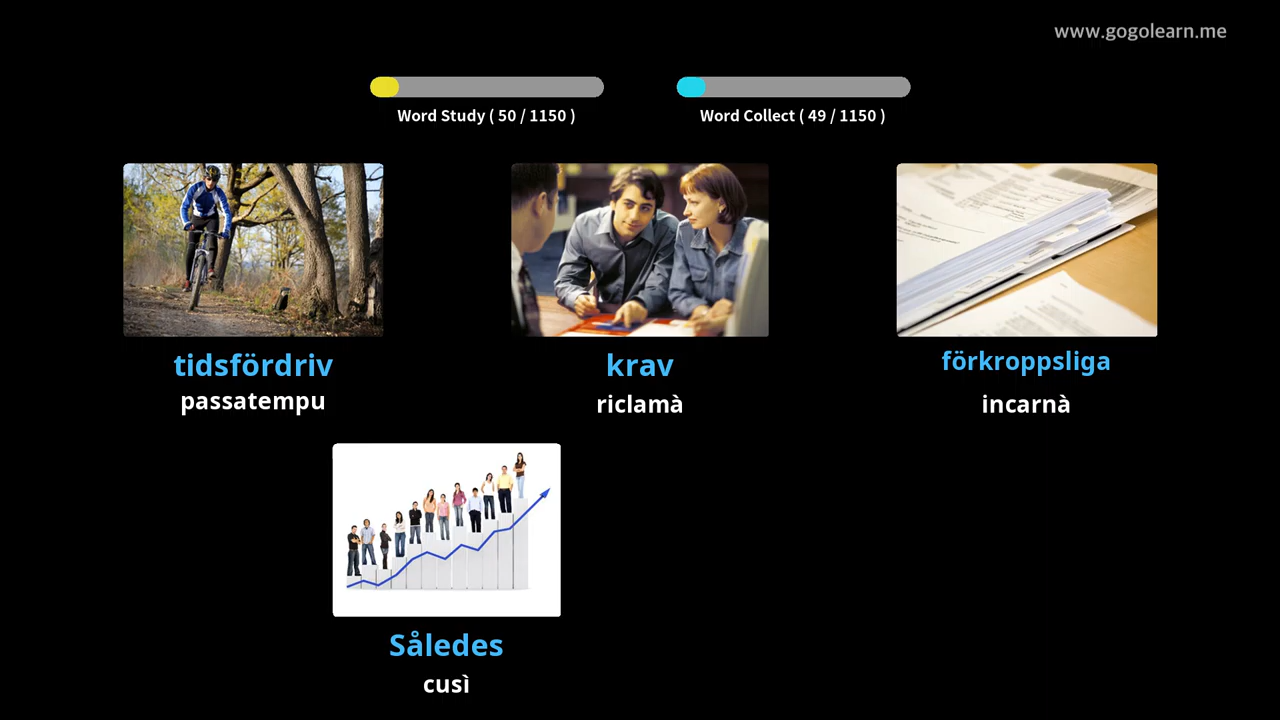 www.gogolearn.me
Word Study ( 50 / 1150 )
Word Collect ( 49 / 1150 )
tidsfördriv
passatempu
krav
riclamà
förkroppsliga
incarnà
Således
cusì